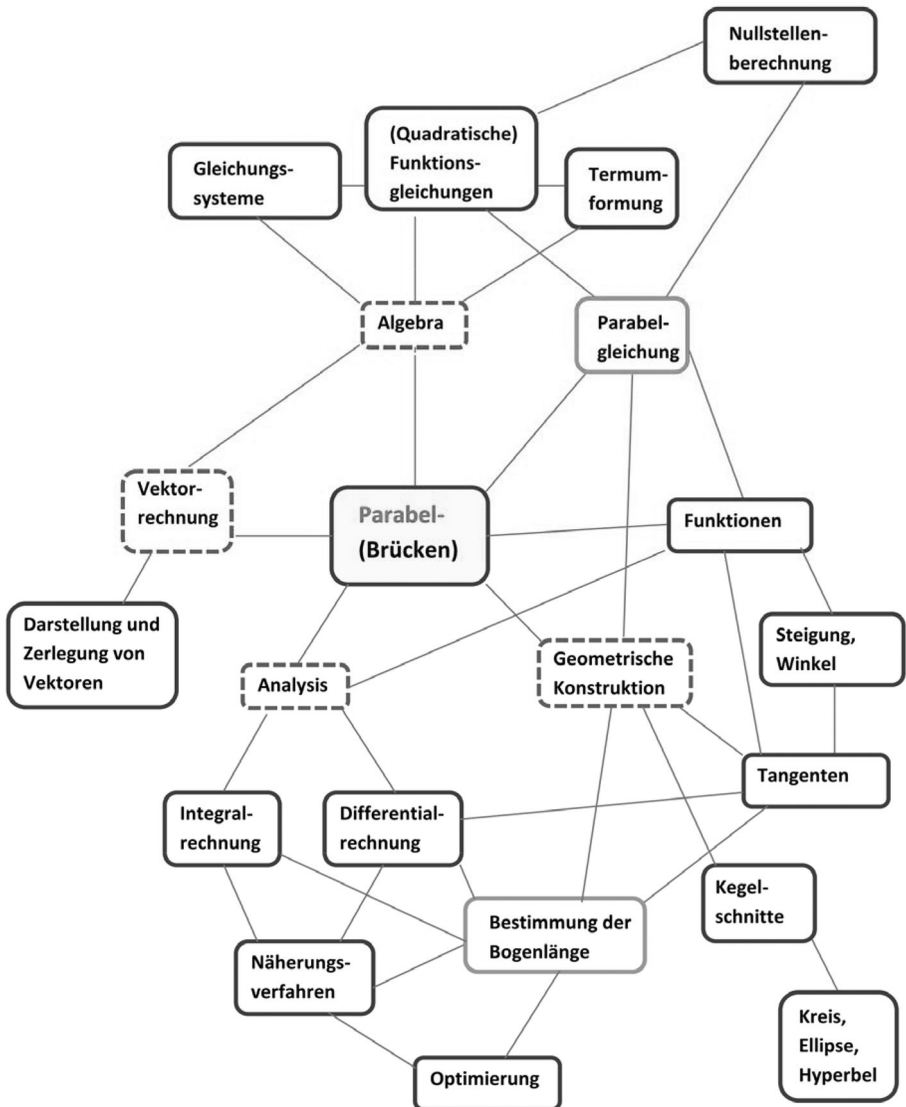 Nullstellen-
berechnung
(Quadratische)
Funktions-
gleichungen
Gleichungs-
systeme
Termum-
formung
Algebra
Parabel-
gleichung
Vektor-
rechnung
Parabel-
(Brücken)
Funktionen
Darstellung und
Zerlegung von
Vektoren
Steigung,
Winkel
Analysis
Geometrische
Konstruktion
Tangenten
Integral-
rechnung
Differential-
rechnung
Kegel-
schnitte
Bestimmung der
Bogenlänge
Näherungs-
verfahren
Kreis,
Ellipse,
Hyperbel
Optimierung